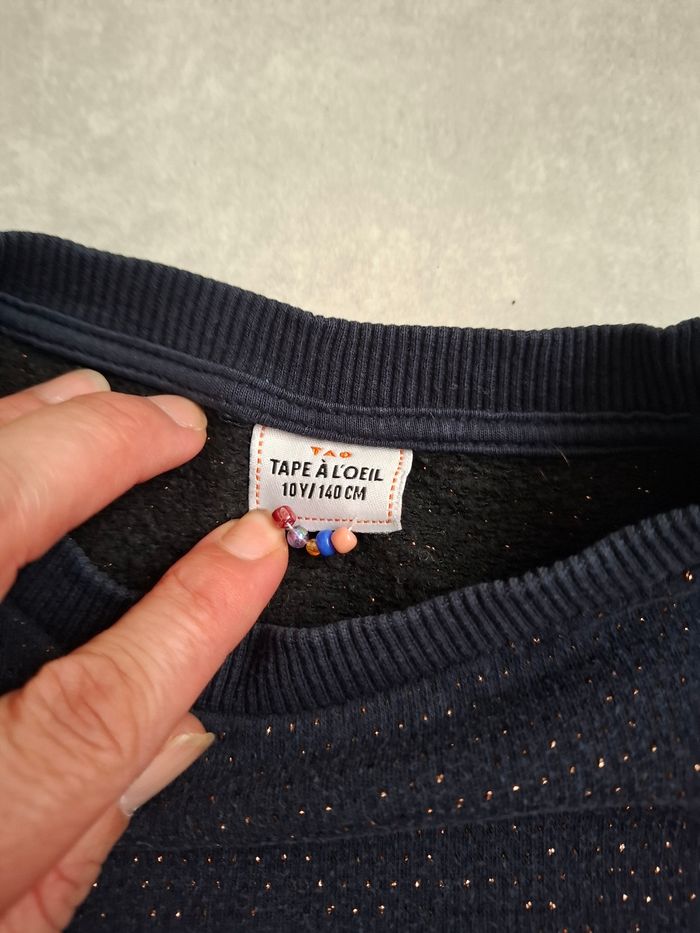 TAO
TAPE À L'OEIL
10Y/140 CM